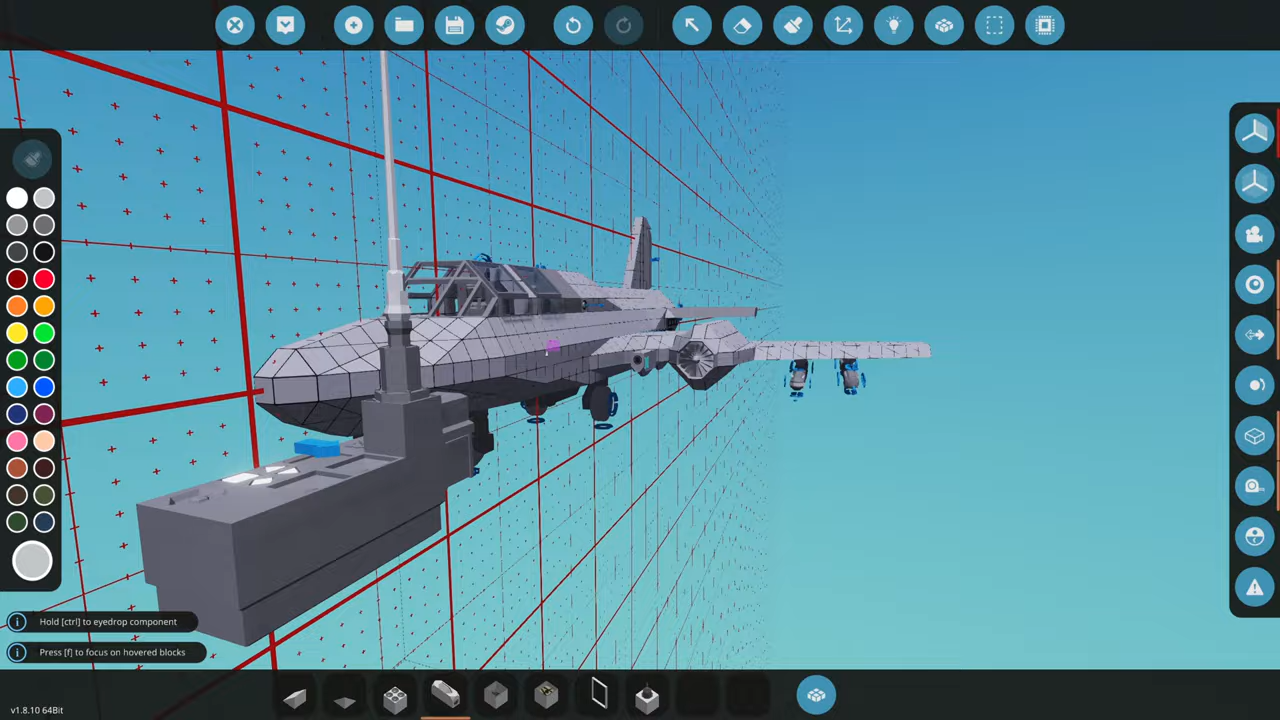 Hold [ctrl] to eyedrop component
Press [f] to focus on hovered blocks
v1.8.10 64Bit